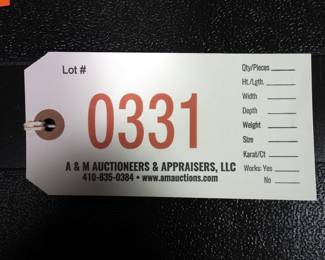 Lot #
0331
A & M AUCTIONEERS & APPRAISERS, LLC
410-835-0384 • www.amauctions.com
Qty/Pieces
Ht./Lgth.
Width
Depth
Weight
Size
Karat/Ct
Works: Yes
No